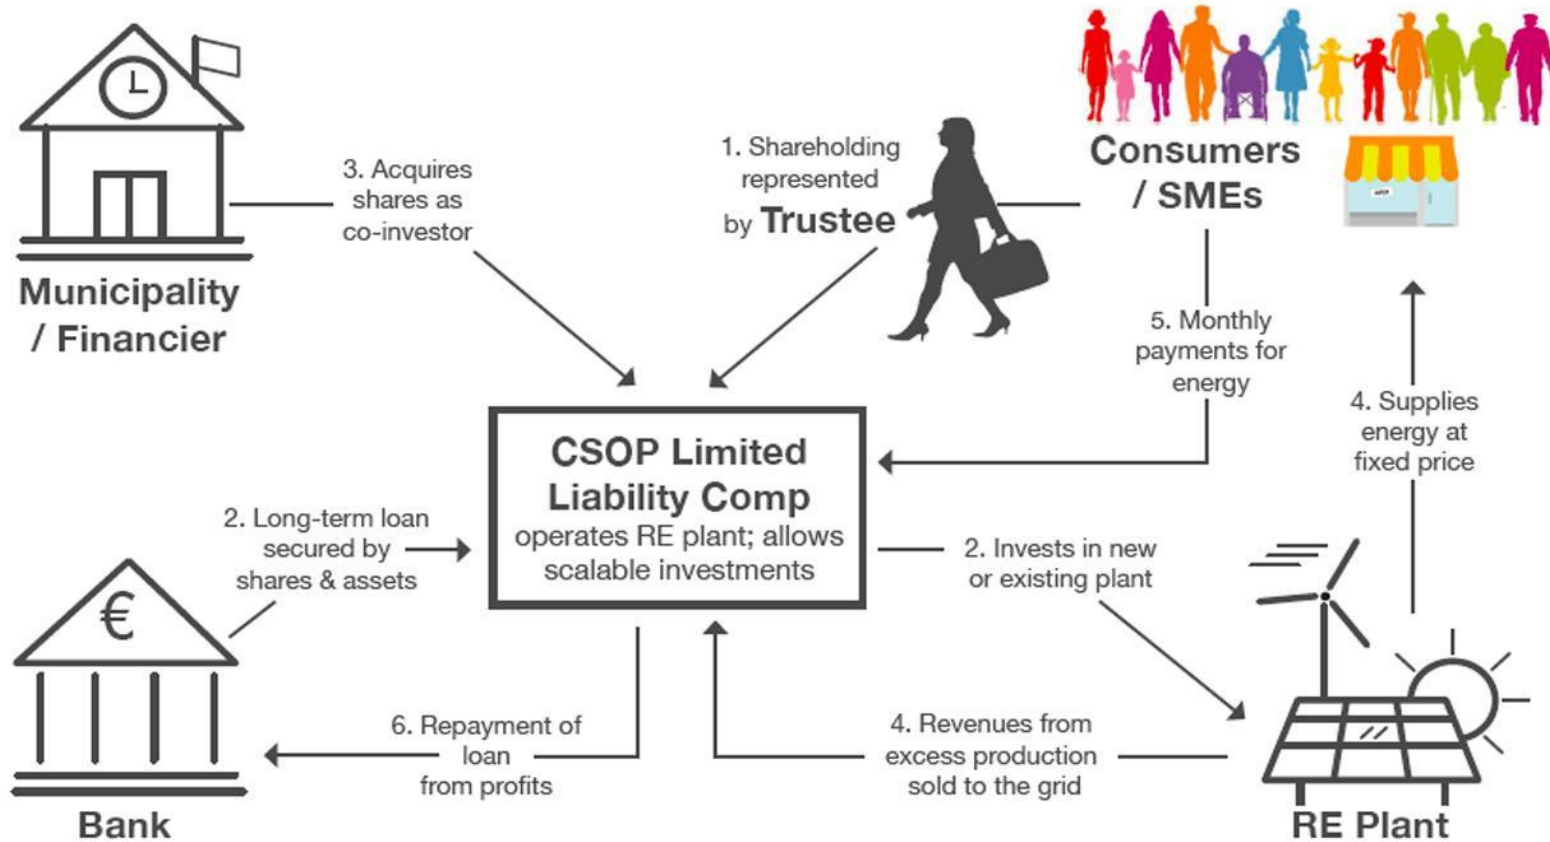 Municipality
/ Financier
3. Acquires
shares as
co-investor
1. Shareholding
represented
by Trustee
Consumers
/ SMEs
5. Monthly
payments for
energy
4. Supplies
energy at
fixed price
CSOP Limited
Liability Comp
operates RE plant; allows
scalable investments
2. Long-term loan
secured by
shares & assets
2. Invests in new
or existing plant
€
6. Repayment of
loan
from profits
4. Revenues from
excess production
sold to the grid
Bank
RE Plant